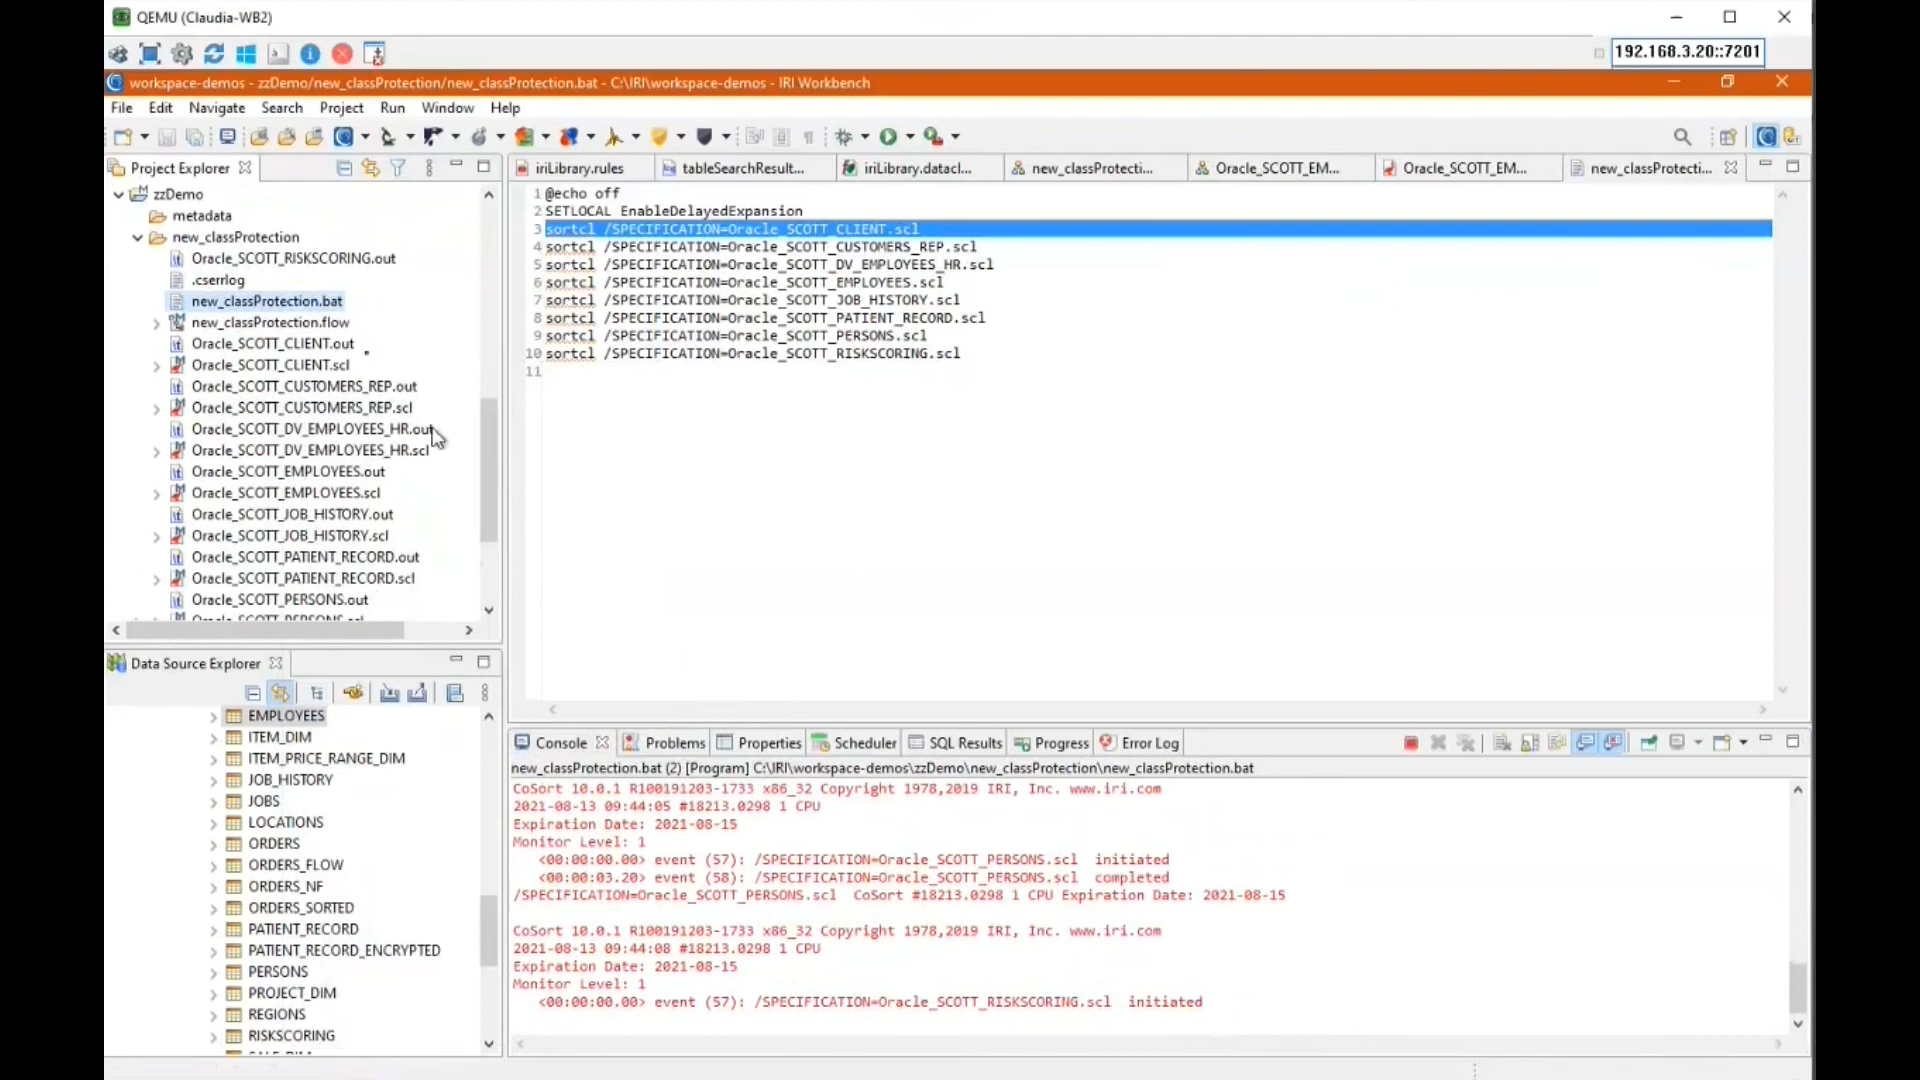 QEMU (Claudia-WB2)
192.168.3.20::7201
workspace-demos - zzDemo/new_classProtection/new_classProtection.bat - C:\IRI\workspace-demos - IRI Workbench
File Edit Navigate Search Project Run Window Help
Project Explorer
zzDemo
metadata
new_classProtection
Oracle_SCOTT_RISKSCORING.out
.cserrlog
new_classProtection.bat
new_classProtection.flow
Oracle_SCOTT_CLIENT.out
Oracle_SCOTT_CLIENT.scl
Oracle_SCOTT_CUSTOMERS_REP.out
Oracle_SCOTT_CUSTOMERS_REP.scl
Oracle_SCOTT_DV_EMPLOYEES_HR.out
Oracle_SCOTT_DV_EMPLOYEES_HR.scl
Oracle_SCOTT_EMPLOYEES.out
Oracle_SCOTT_EMPLOYEES.scl
Oracle_SCOTT_JOB_HISTORY.out
Oracle_SCOTT_JOB_HISTORY.scl
Oracle_SCOTT_PATIENT_RECORD.out
Oracle_SCOTT_PATIENT_RECORD.scl
Oracle_SCOTT_PERSONS.out
iriLibrary.rules tableSearchResult... iriLibrary.datacl... new_classProtecti... Oracle_SCOTT_EM... Oracle_SCOTT_EM... new_classProtecti...
1 @echo off
2 SETLOCAL EnableDelayedExpansion
3 sortcl /SPECIFICATION=Oracle_SCOTT_CLIENT.scl
4 sortcl /SPECIFICATION=Oracle_SCOTT_CUSTOMERS_REP.scl
5 sortcl /SPECIFICATION=Oracle_SCOTT_DV_EMPLOYEES_HR.scl
6 sortcl /SPECIFICATION=Oracle_SCOTT_EMPLOYEES.scl
7 sortcl /SPECIFICATION=Oracle_SCOTT_JOB_HISTORY.scl
8 sortcl /SPECIFICATION=Oracle_SCOTT_PATIENT_RECORD.scl
9 sortcl /SPECIFICATION=Oracle_SCOTT_PERSONS.scl
10 sortcl /SPECIFICATION=Oracle_SCOTT_RISKSCORING.scl
11
Data Source Explorer
EMPLOYEES
ITEM_DIM
ITEM_PRICE_RANGE_DIM
JOB_HISTORY
JOBS
LOCATIONS
ORDERS
ORDERS_FLOW
ORDERS_NF
ORDERS_SORTED
PATIENT_RECORD
PATIENT_RECORD_ENCRYPTED
PERSONS
PROJECT_DIM
REGIONS
RISKSCORING
Console Problems Properties Scheduler SQL Results Progress Error Log
new_classProtection.bat (2) [Program] C:\IRI\workspace-demos\zzDemo\new_classProtection\new_classProtection.bat
CoSort 10.0.1 R100191203-1733 x86_32 Copyright 1978,2019 IRI, Inc. www.iri.com
2021-08-13 09:44:05 #18213.0298 1 CPU
Expiration Date: 2021-08-15
Monitor Level: 1
<00:00:00.00> event (57): /SPECIFICATION=Oracle_SCOTT_PERSONS.scl initiated
<00:00:03.20> event (58): /SPECIFICATION=Oracle_SCOTT_PERSONS.scl completed
/SPECIFICATION=Oracle_SCOTT_PERSONS.scl CoSort #18213.0298 1 CPU Expiration Date: 2021-08-15
CoSort 10.0.1 R100191203-1733 x86_32 Copyright 1978,2019 IRI, Inc. www.iri.com
2021-08-13 09:44:08 #18213.0298 1 CPU
Expiration Date: 2021-08-15
Monitor Level: 1
<00:00:00.00> event (57): /SPECIFICATION=Oracle_SCOTT_RISKSCORING.scl initiated